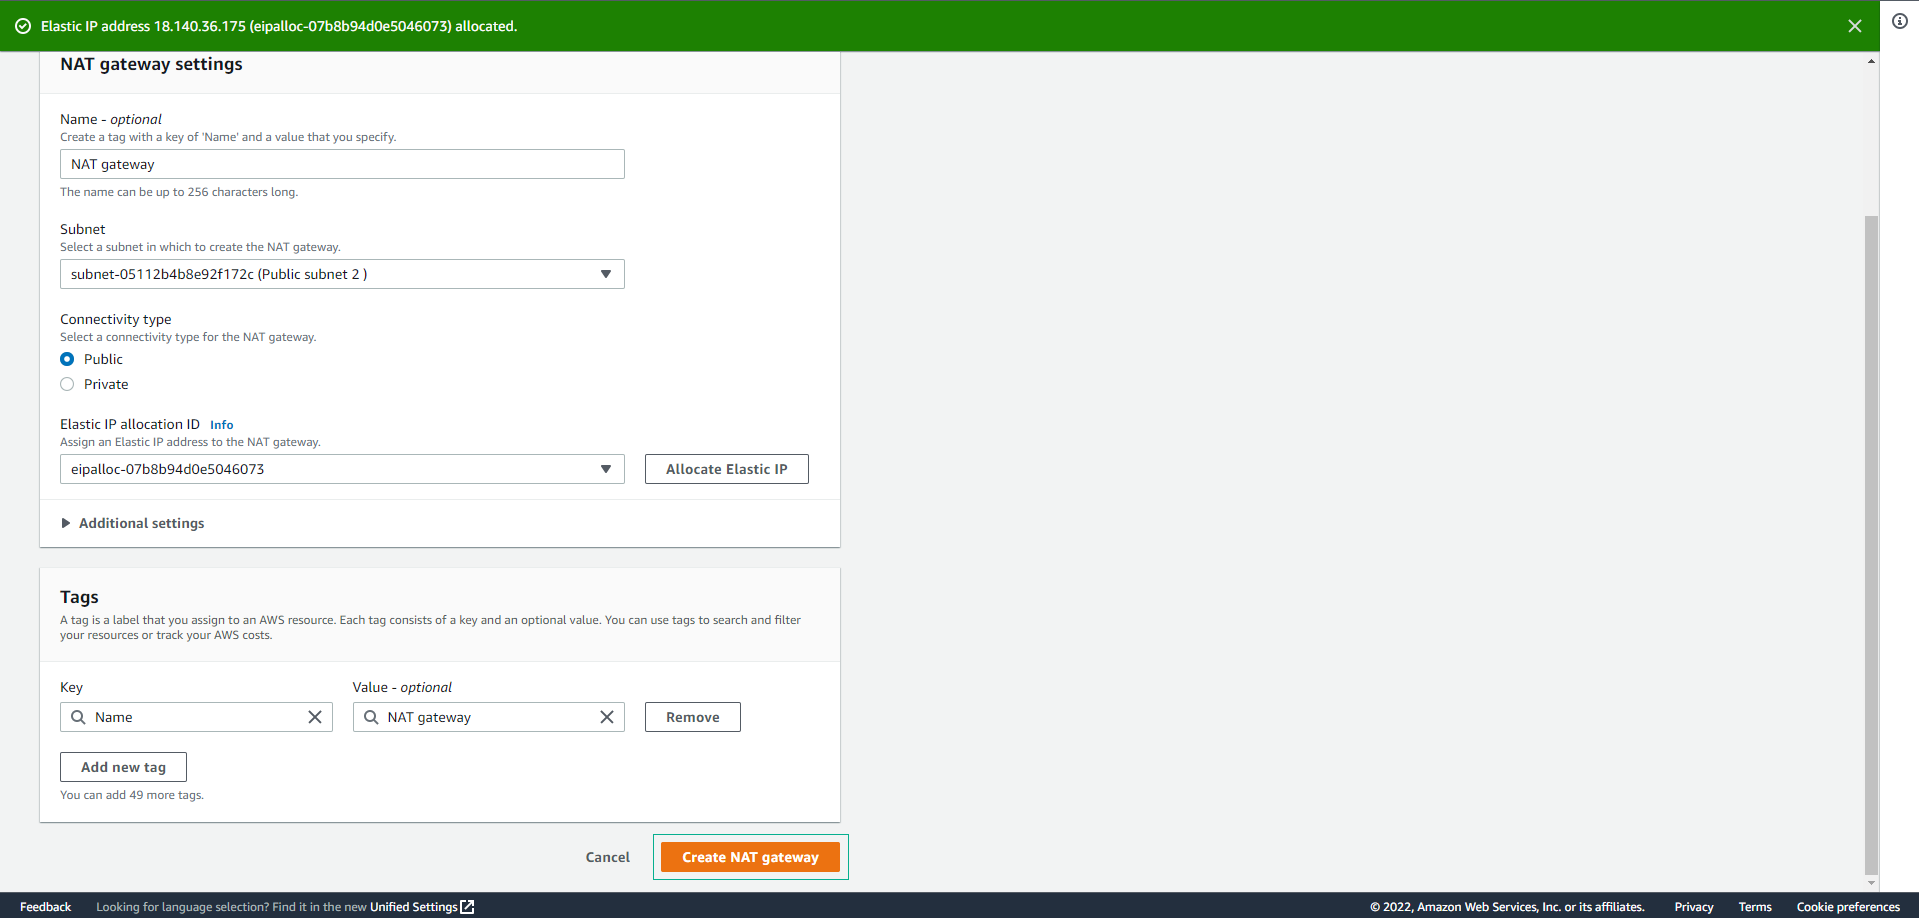 Elastic IP address 18.140.36.175 (eipalloc-07b8b94d0e5046073) allocated.
NAT gateway settings
Name - optional
Create a tag with a key of 'Name' and a value that you specify.
NAT gateway
The name can be up to 256 characters long.
Subnet
Select a subnet in which to create the NAT gateway.
subnet-05112b4b8e92f172c (Public subnet 2 )
Connectivity type
Select a connectivity type for the NAT gateway.
Public
Private
Elastic IP allocation ID Info
Assign an Elastic IP address to the NAT gateway.
eipalloc-07b8b94d0e5046073
Allocate Elastic IP
Additional settings
Tags
A tag is a label that you assign to an AWS resource. Each tag consists of a key and an optional value. You can use tags to search and filter
your resources or track your AWS costs.
Key
Value - optional
Name
NAT gateway
Remove
Add new tag
You can add 49 more tags.
Cancel
Create NAT gateway
Feedback
Looking for language selection? Find it in the new Unified Settings
© 2022, Amazon Web Services, Inc. or its affiliates.
Privacy
Terms
Cookie preferences